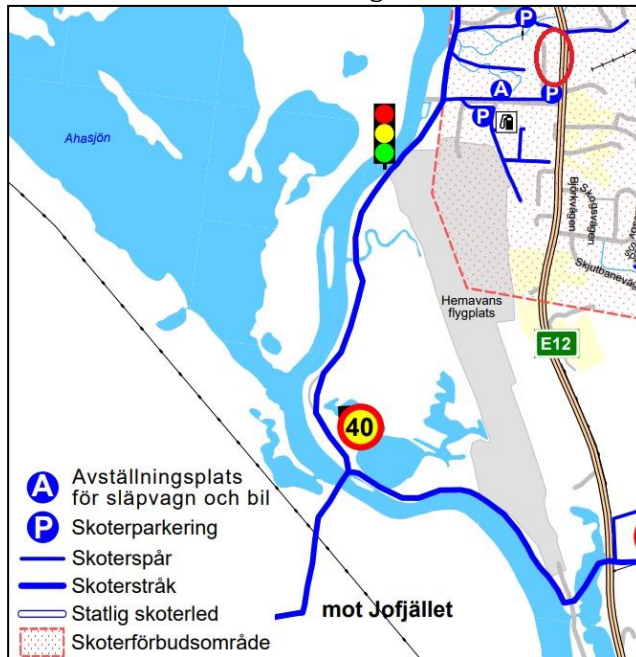 P
A
P
Ahasjön
P
Björkvägen
Skogsvägen
Skjutbaneväg
Hemavans
flygplats
E12
40
A Avställningsplats
för släpvagn och bil
P Skoterparkering
Skoterspår
Skoterstråk
Statlig skoterled
mot Jofjället
Skoterförbudsområde